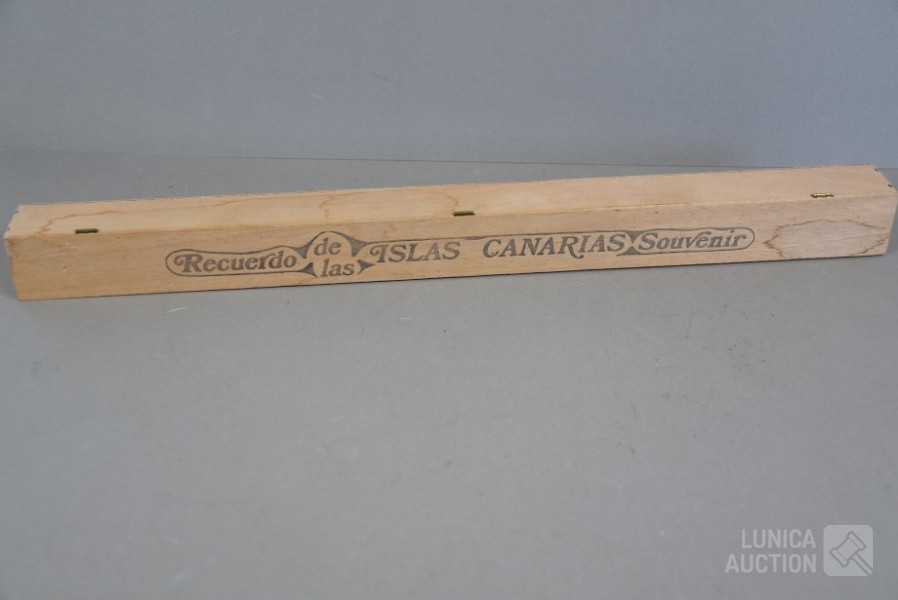 Recuerdo de las ISLAS CANARIAS Souvenir
LUNICA
AUCTION